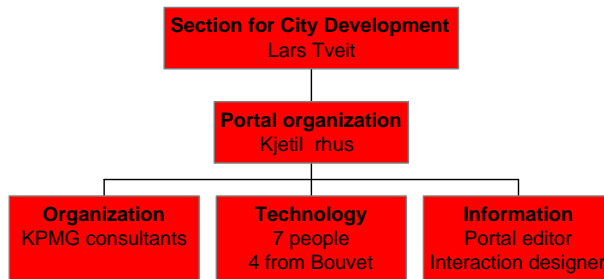 Section for City Development
Lars Tveit
Portal organization
Kjetil rhus
Organization
KPMG consultants
Technology
7 people
4 from Bouvet
Information
Portal editor
Interaction designer